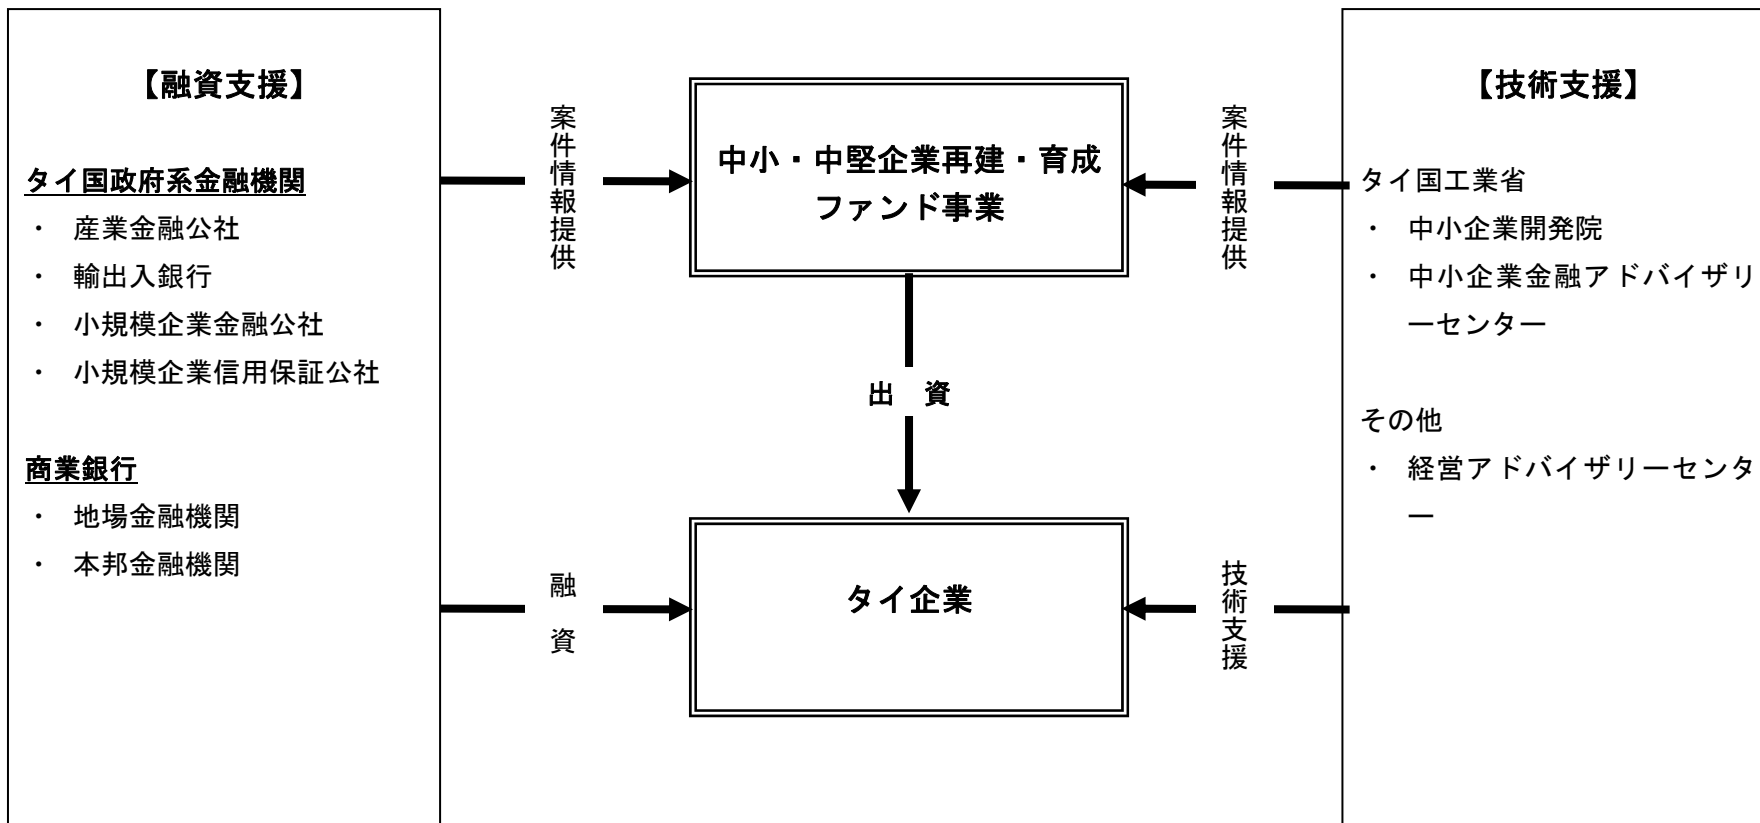 【融資支援】
タイ国政府系金融機関
・ 産業金融公社
・ 輸出入銀行
・ 小規模企業金融公社
・ 小規模企業信用保証公社
商業銀行
・ 地場金融機関
・ 本邦金融機関
案件情報提供
融資
中小・中堅企業再建・育成
ファンド事業
出 資
タイ企業
案件情報提供
技術支援
【技術支援】
タイ国工業省
・ 中小企業開発院
・ 中小企業金融アドバイザリ
ーセンター
その他
・ 経営アドバイザリーセンタ
ー